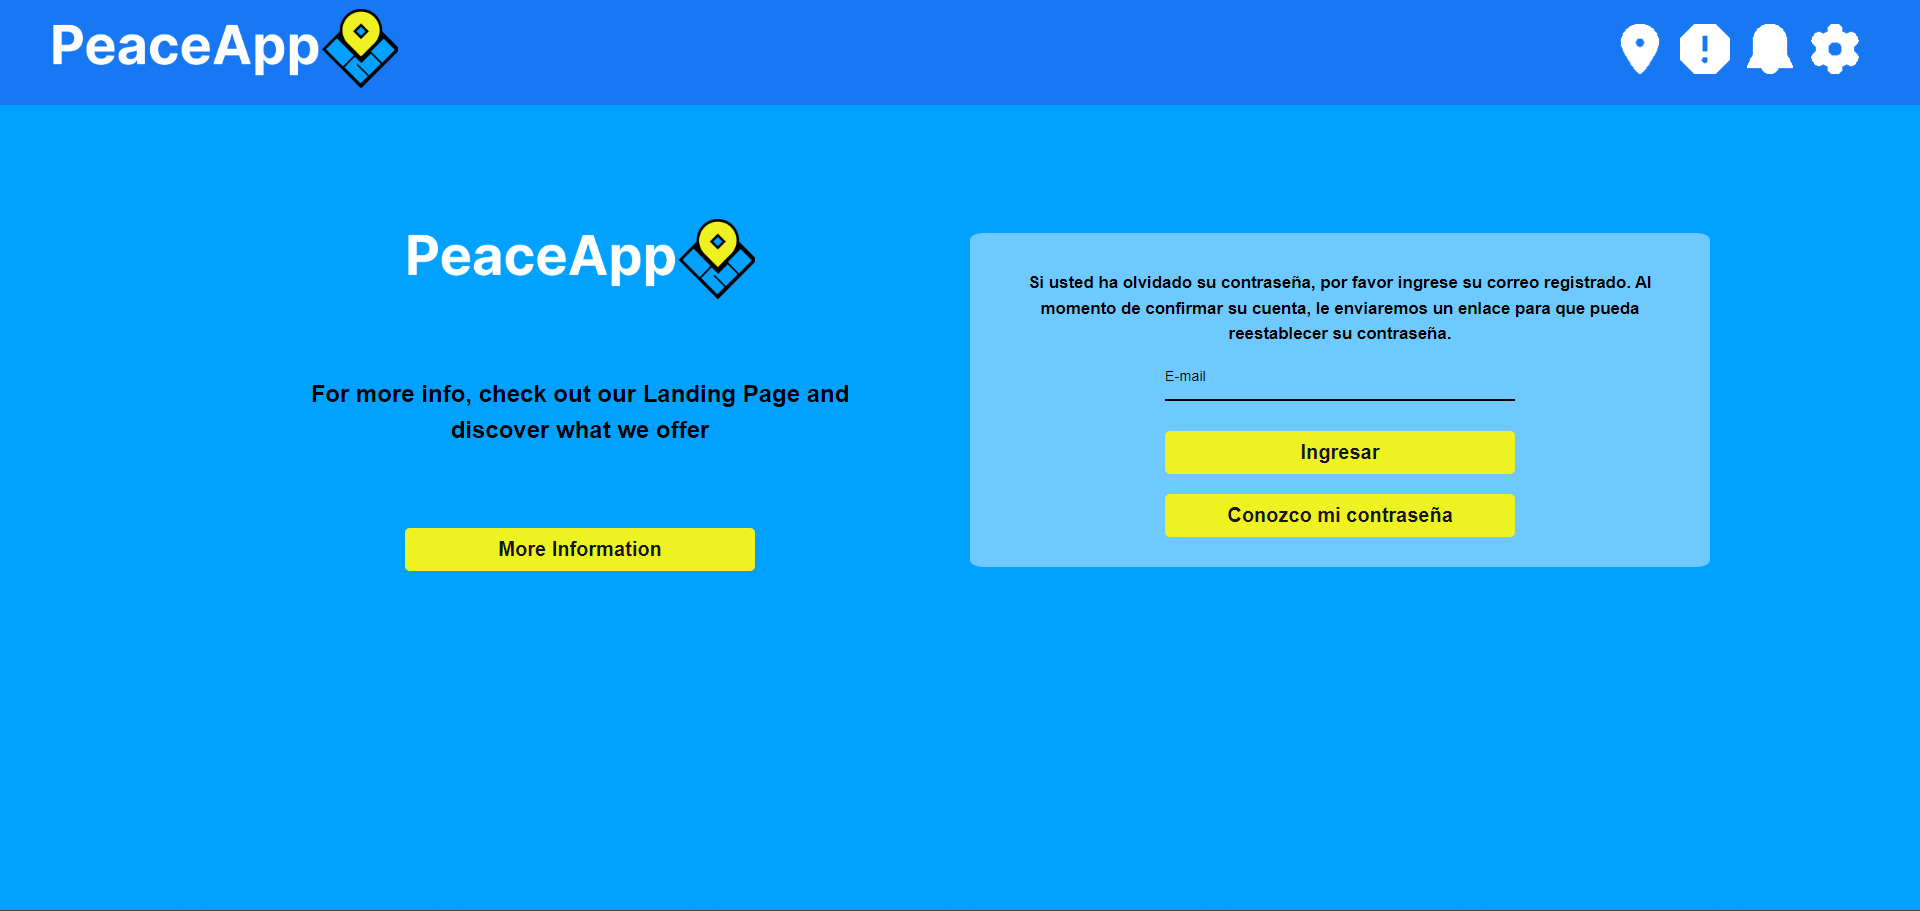 PeaceApp
PeaceApp
For more info, check out our Landing Page and
discover what we offer
More Information
Si usted ha olvidado su contraseña, por favor ingrese su correo registrado. Al
momento de confirmar su cuenta, le enviaremos un enlace para que pueda
reestablecer su contraseña.
E-mail
Ingresar
Conozco mi contraseña